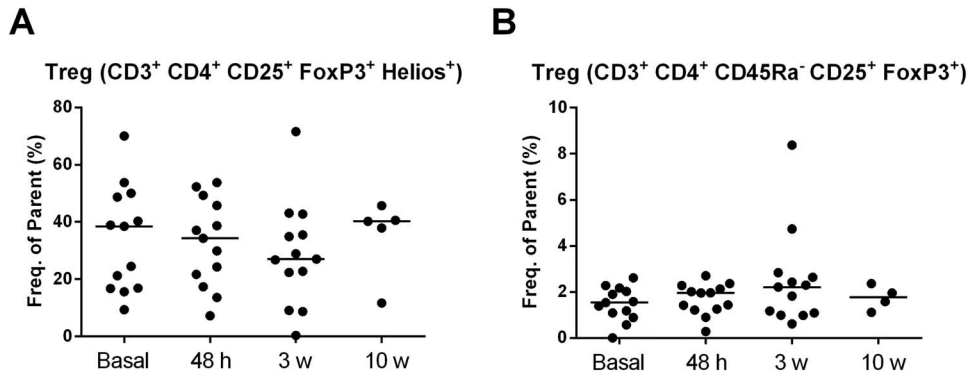 A
Treg (CD3+ CD4+ CD25+ FoxP3+ Helios+)
Freq. of Parent (%)
80
60
40
20
0
Basal
48 h
3 w
10 w
B
Treg (CD3+ CD4+ CD45Ra- CD25+ FoxP3+)
Freq. of Parent (%)
10
8
6
4
2
0
Basal
48 h
3 w
10 w